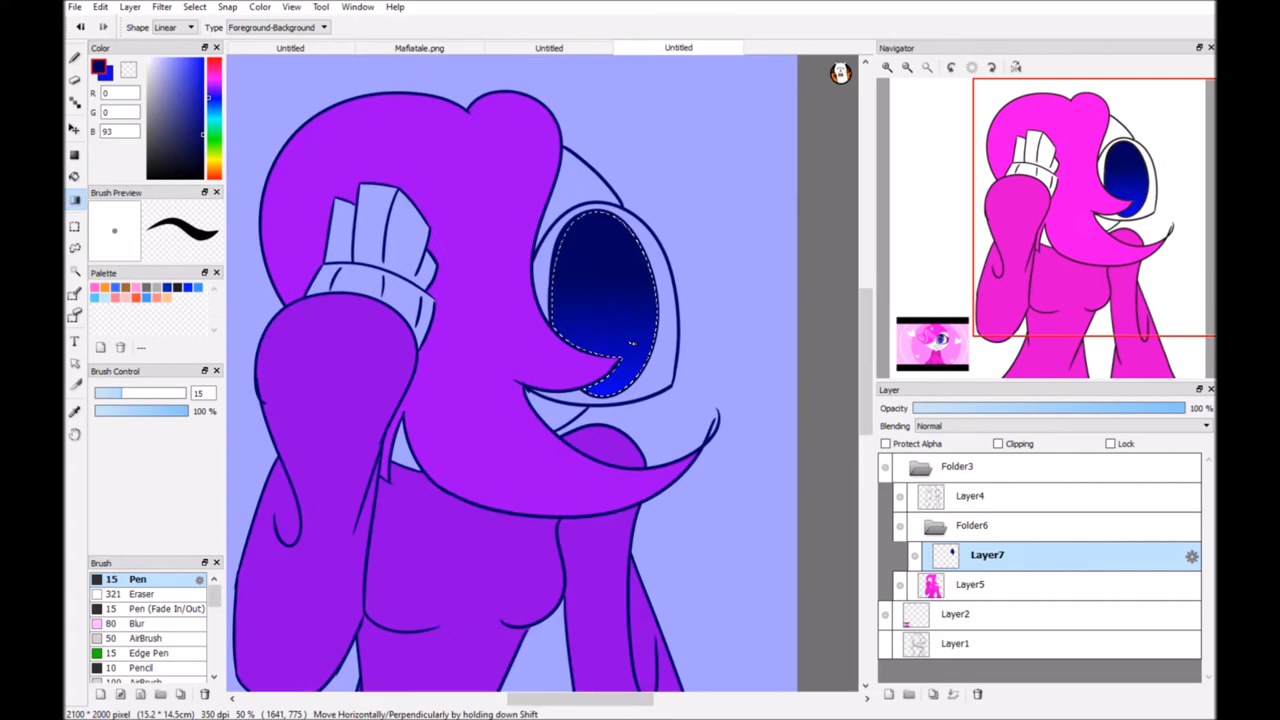 File Edit Layer Filter Select Snap Color View Tool Window Help
Shape Linear Type Foreground-Background
Color
R 0
G 0
B 93
Brush Preview
Palette
---
Brush Control
15
100 %
Brush
15 Pen
321 Eraser
15 Pen (Fade In/Out)
80 Blur
50 AirBrush
15 Edge Pen
10 Pencil
100 AirBrush
Untitled Mafiatale.png Untitled Untitled
Navigator
Layer
Opacity 100 %
Blending Normal
Protect Alpha Clipping Lock
Folder3
Layer4
Folder6
Layer7
Layer5
Layer2
Layer1
2100 * 2000 pixel (15.2 * 14.5cm) 350 dpi 50 % (1641, 775) Move Horizontally/Perpendicularly by holding down Shift